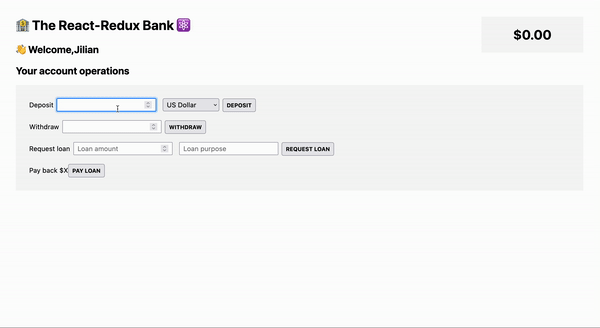 🏦 The React-Redux Bank ⚛️
$0.00
👋 Welcome,Jilian
Your account operations
Deposit US Dollar DEPOSIT
Withdraw WITHDRAW
Request loan Loan amount Loan purpose REQUEST LOAN
Pay back $X PAY LOAN